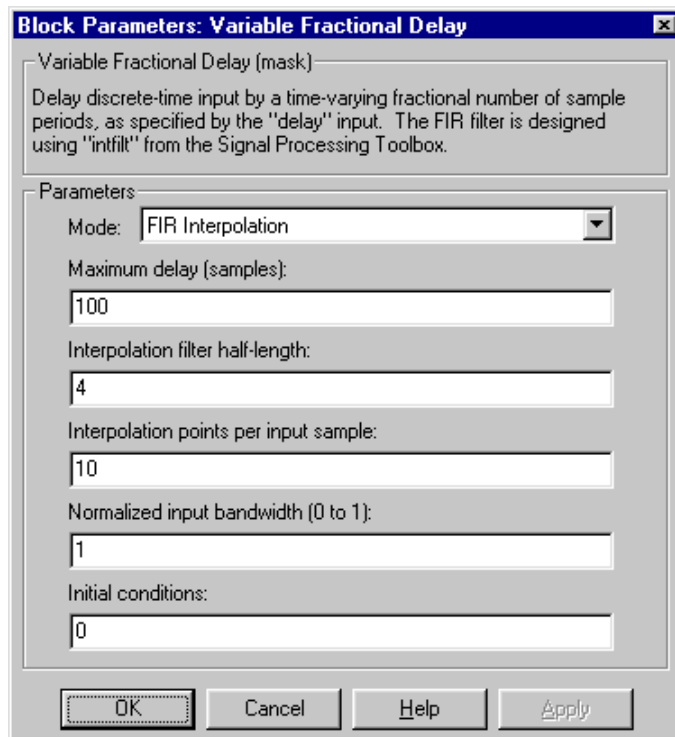 Block Parameters: Variable Fractional Delay
Variable Fractional Delay (mask)
Delay discrete-time input by a time-varying fractional number of sample
periods, as specified by the "delay" input. The FIR filter is designed
using "intfilt" from the Signal Processing Toolbox.
Parameters
Mode: FIR Interpolation
Maximum delay (samples):
100
Interpolation filter half-length:
4
Interpolation points per input sample:
10
Normalized input bandwidth (0 to 1):
1
Initial conditions:
0
OK Cancel Help Apply